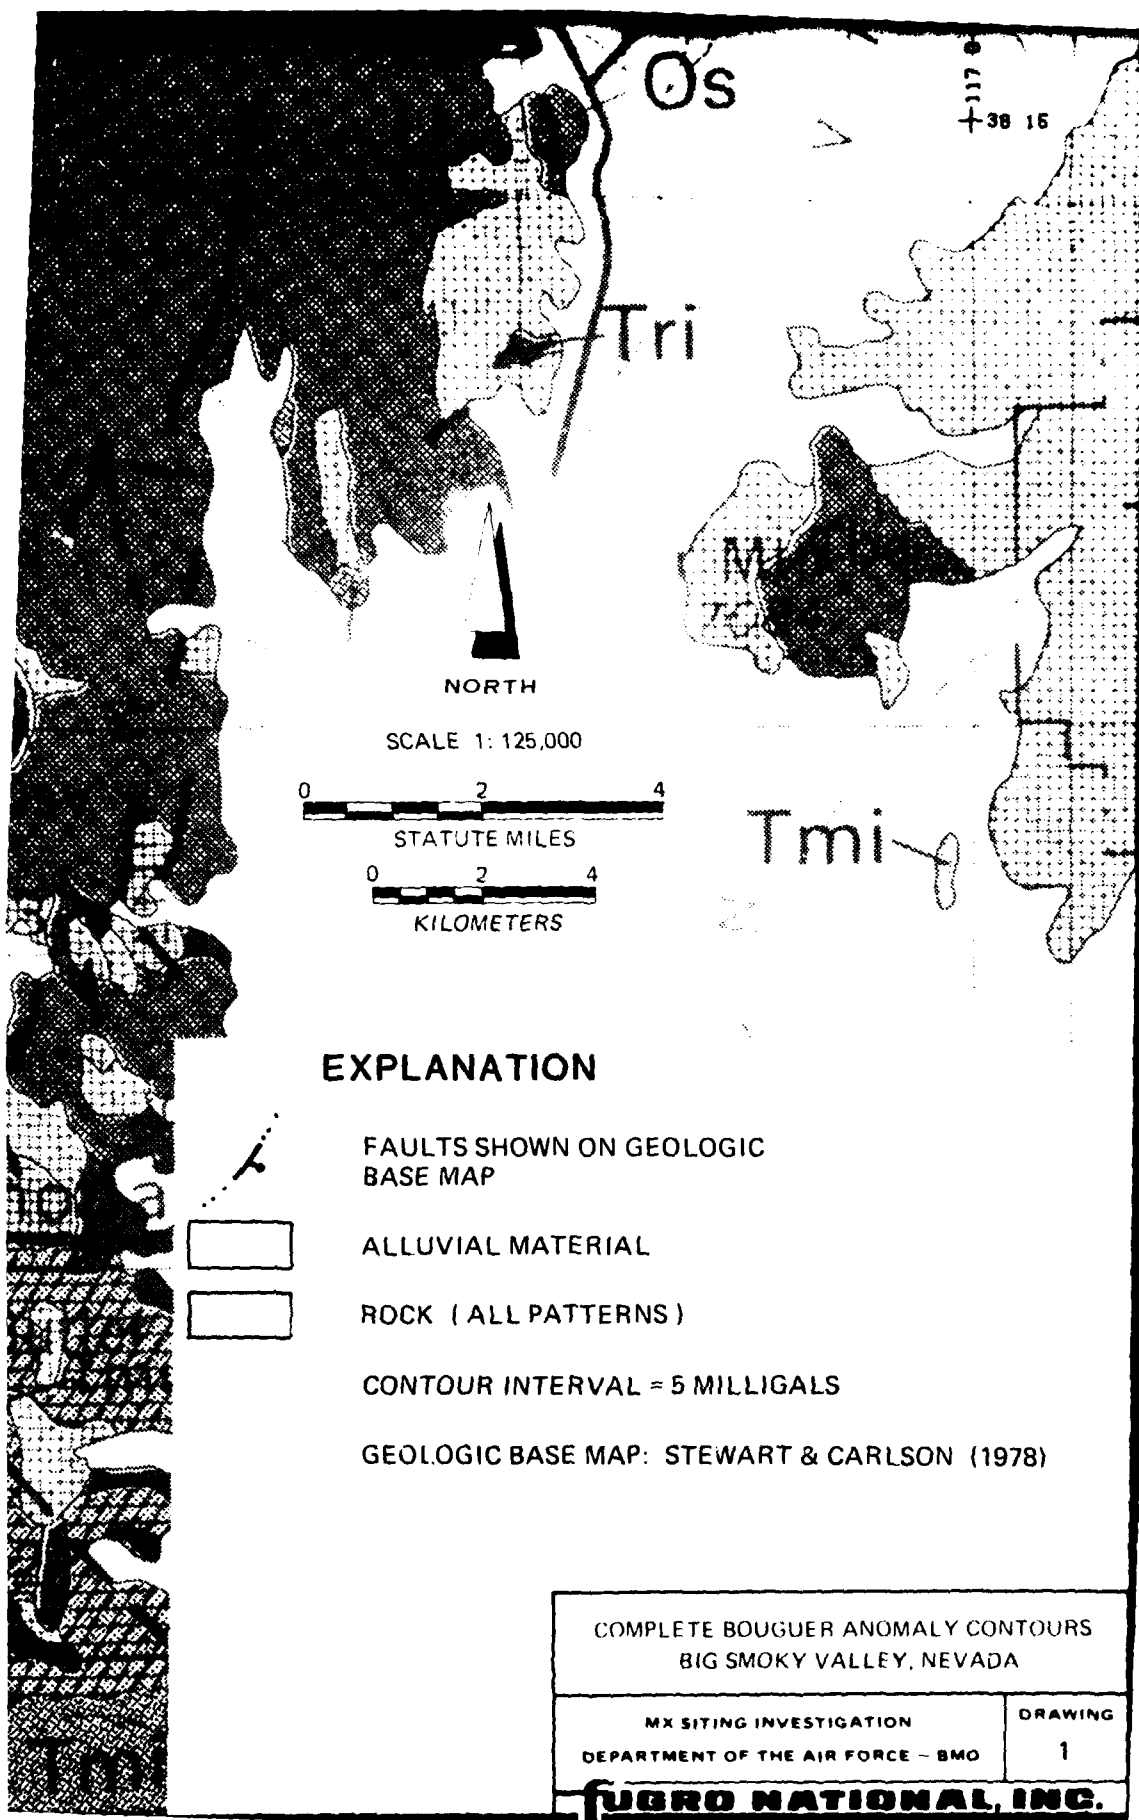 Os
117 0
38 15
Tri
M
NORTH
SCALE 1: 125,000
0 2 4
STATUTE MILES
0 2 4
KILOMETERS
Tmi
EXPLANATION
FAULTS SHOWN ON GEOLOGIC
BASE MAP
ALLUVIAL MATERIAL
ROCK ( ALL PATTERNS )
CONTOUR INTERVAL = 5 MILLIGALS
GEOLOGIC BASE MAP: STEWART & CARLSON (1978)
a
Tm
COMPLETE BOUGUER ANOMALY CONTOURS
BIG SMOKY VALLEY, NEVADA
MX SITING INVESTIGATION
DEPARTMENT OF THE AIR FORCE - BMO
DRAWING
1
FUGRO NATIONAL, INC.